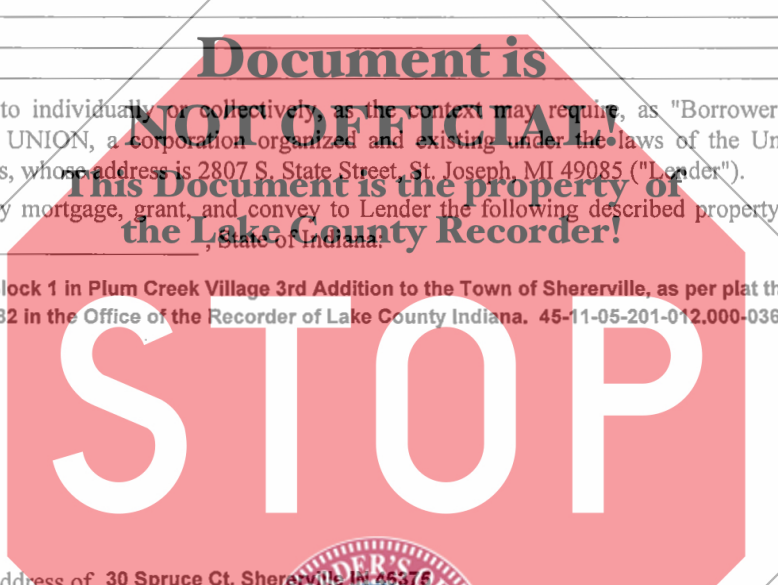 Document is
to individually or collectively, as the context may require, as "Borrower
NOT OFFICIAL!
UNION, a corporation organized and existing under the laws of the Un
s, whose address is 2807 S. State Street, St. Joseph, MI 49085 ("Lender").
This Document is the property of
y mortgage, grant, and convey to Lender the following described property
the Lake County Recorder!
, State of Indiana:
lock 1 in Plum Creek Village 3rd Addition to the Town of Shererville, as per plat th
32 in the Office of the Recorder of Lake County Indiana. 45-11-05-201-012.000-036
STOP
ddress of 30 Spruce Ct, Shererville IN 46375